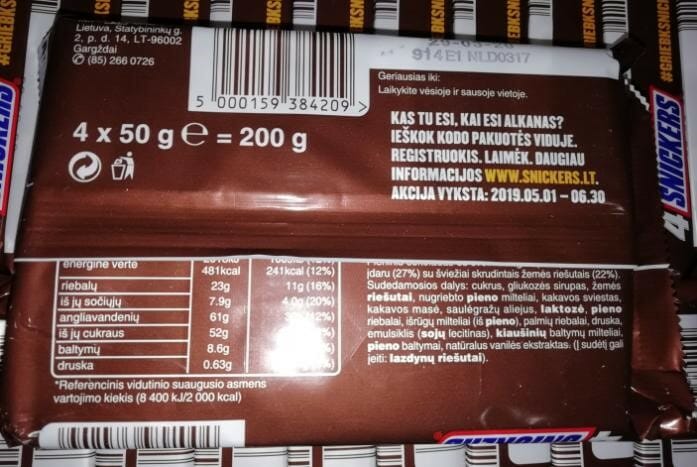 #GRIEBKSN
Lietuva, Statybininkų g.
2, p. d. 14, LT-96002
Gargždai
✆ (85) 266 0726
5 000159 384209 >
4 x 50 g e = 200 g
914E1 NLD0317
Geriausias iki:
Laikykite vėsioje ir sausoje vietoje.
KAS TU ESI, KAI ESI ALKANAS?
IEŠKOK KODO PAKUOTĖS VIDUJE.
REGISTRUOKIS. LAIMĖK. DAUGIAU
INFORMACIJOS WWW.SNICKERS.LT.
AKCIJA VYKSTA: 2019.05.01 – 06.30
#GRIEBKSNICKERS
4 SNICKERS
energinė vertė
481kcal 241kcal (12%)
riebalų 23g 11g (16%)
iš jų sočiųjų 7.9g 4.0g (20%)
angliavandenių 61g
iš jų cukraus 52g
baltymų 8.6g
druska 0.63g
*Referencinis vidutinio suaugusio asmens
vartojimo kiekis (8 400 kJ/2 000 kcal)
įdaru (27%) su šviežiai skrudintais žemės riešutais (22%).
Sudedamosios dalys: cukrus, gliukozės sirupas, žemės
riešutai, nugriebto pieno milteliai, kakavos sviestas,
kakavos masė, saulėgrąžų aliejus, laktozė, pieno
riebalai, išrūgų milteliai (iš pieno), palmių riebalai, druska,
emulsiklis (sojų lecitinas), kiaušinių baltymų milteliai,
pieno baltymai, natūralus vanilės ekstraktas. (Į sudėtį gali
įeiti: lazdynų riešutai).